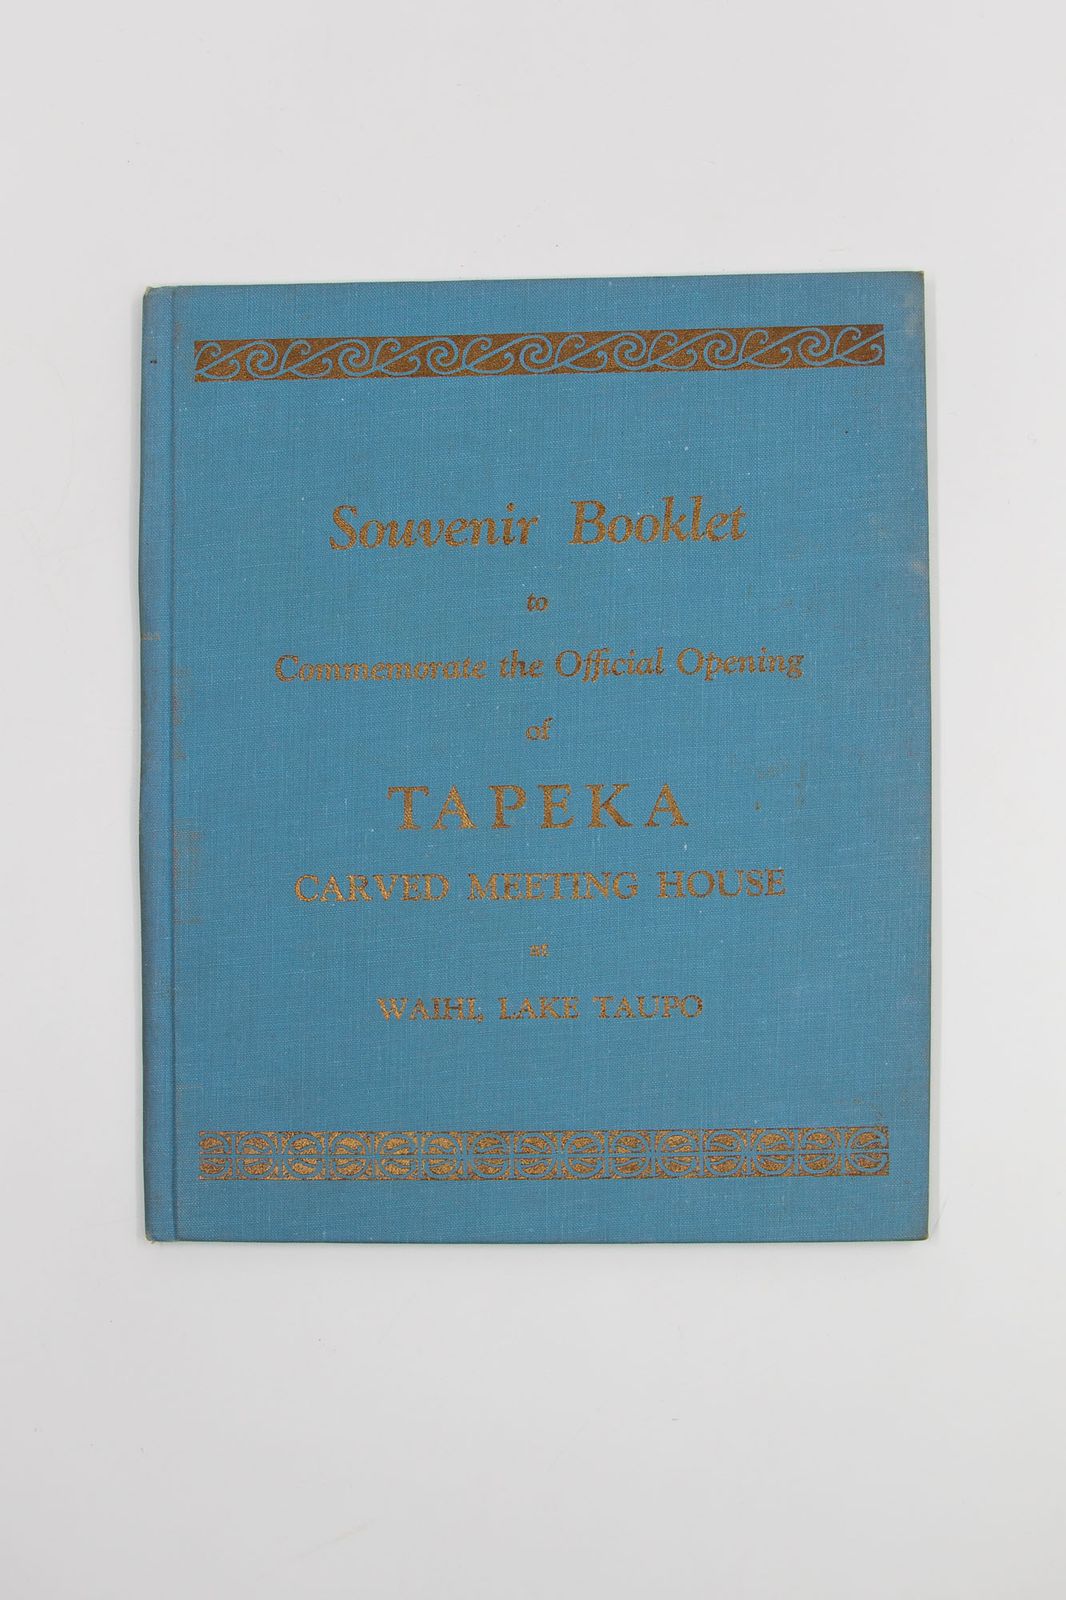 Souvenir Booklet
to
Commemorate the Official Opening
of
TAPEKA
CARVED MEETING HOUSE
at
WAIHI, LAKE TAUPO